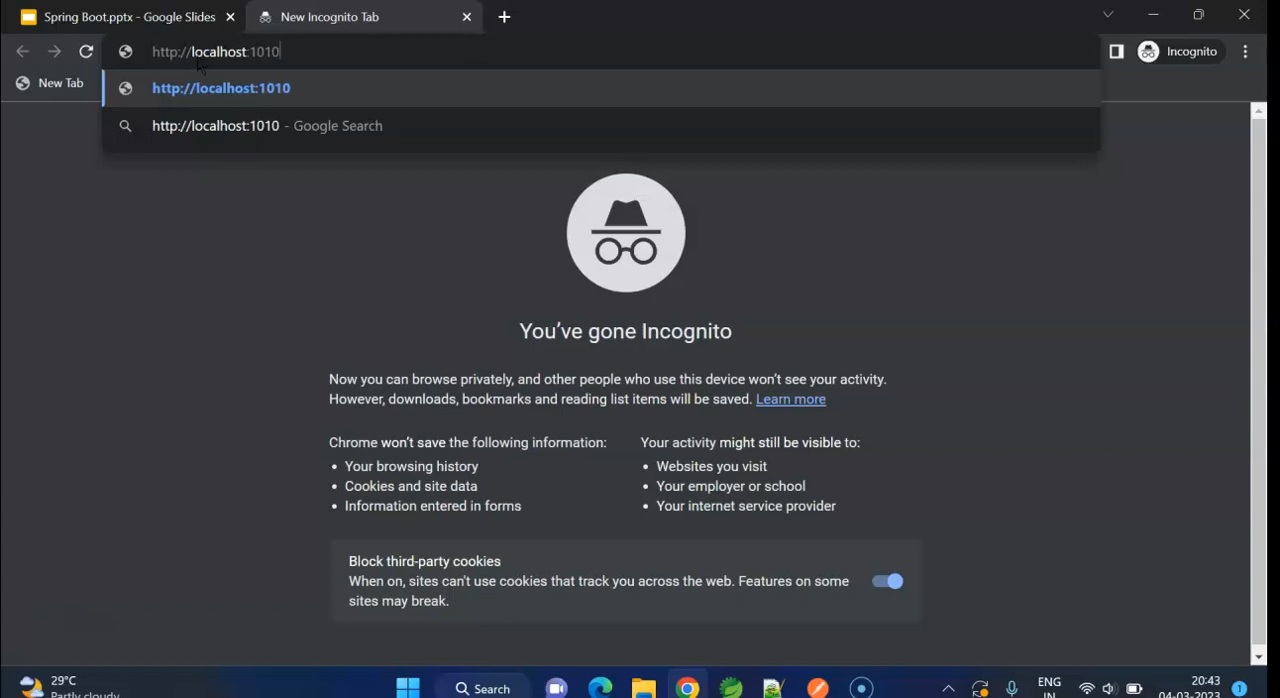 Spring Boot.pptx - Google Slides
New Incognito Tab
http://localhost:1010
Incognito
New Tab
http://localhost:1010
http://localhost:1010 - Google Search
You've gone Incognito
Now you can browse privately, and other people who use this device won't see your activity.
However, downloads, bookmarks and reading list items will be saved. Learn more
Chrome won't save the following information:
• Your browsing history
• Cookies and site data
• Information entered in forms
Your activity might still be visible to:
• Websites you visit
• Your employer or school
• Your internet service provider
Block third-party cookies
When on, sites can't use cookies that track you across the web. Features on some
sites may break.
29°C
Partly cloudy
Search
ENG
IN
20:43
04-03-2023
1